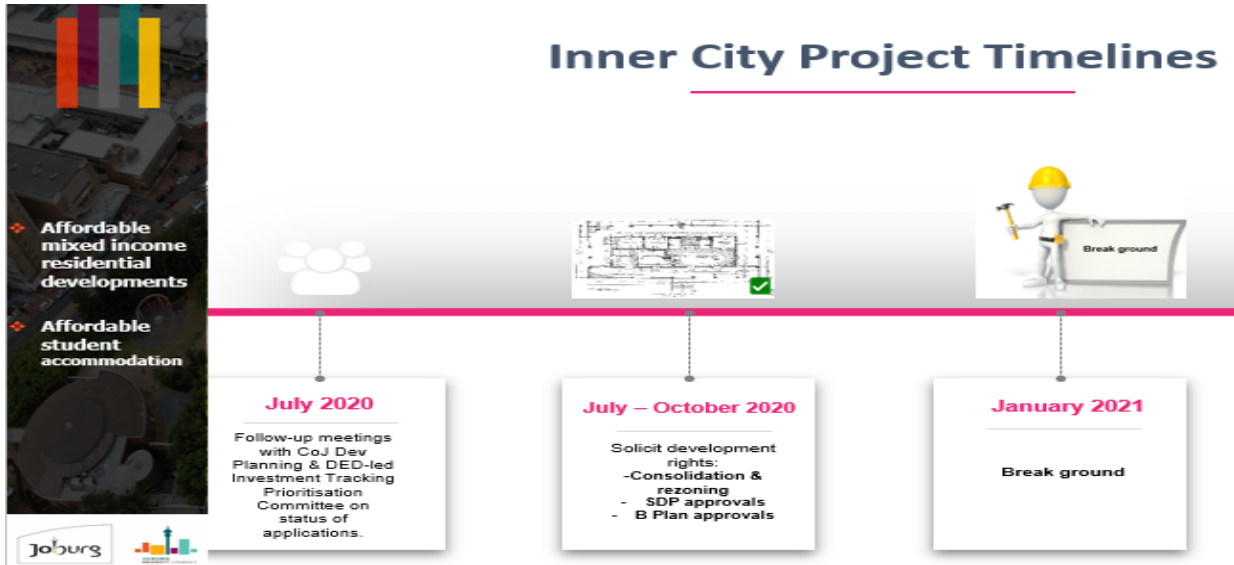 Inner City Project Timelines
❖ Affordable
mixed income
residential
developments
❖ Affordable
student
accommodation
Break ground
July 2020
Follow-up meetings
with CoJ Dev
Planning & DED-led
Investment Tracking
Prioritisation
Committee on
status of
applications.
July – October 2020
Solicit development
rights:
-Consolidation &
rezoning
- SDP approvals
- B Plan approvals
January 2021
Break ground
Joburg